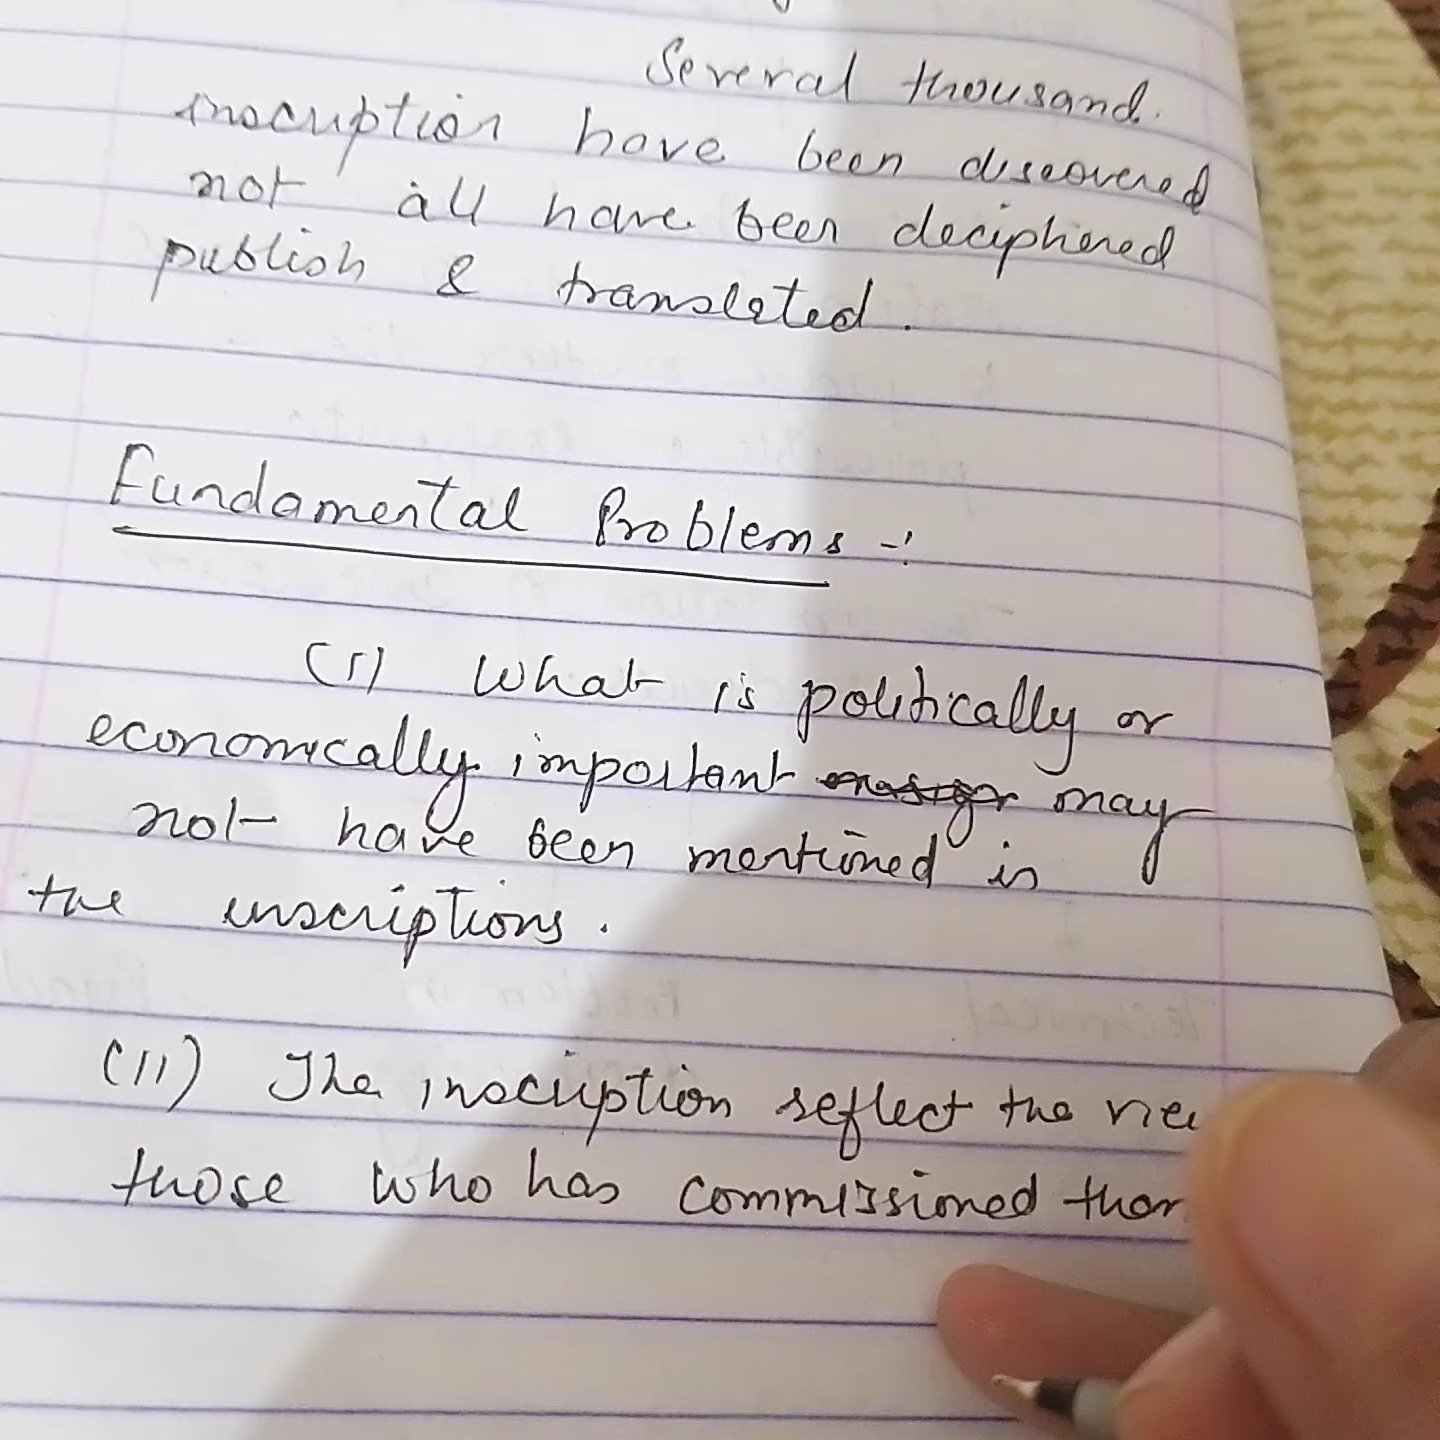 Several thousand.
inscription have been discovered
not all have been deciphered
publish & translated.
Fundamental Problems :-
(i) What is politically or
economically important may
not have been mentioned in
the inscriptions.
(ii) The inscription reflect the
those who has commissioned